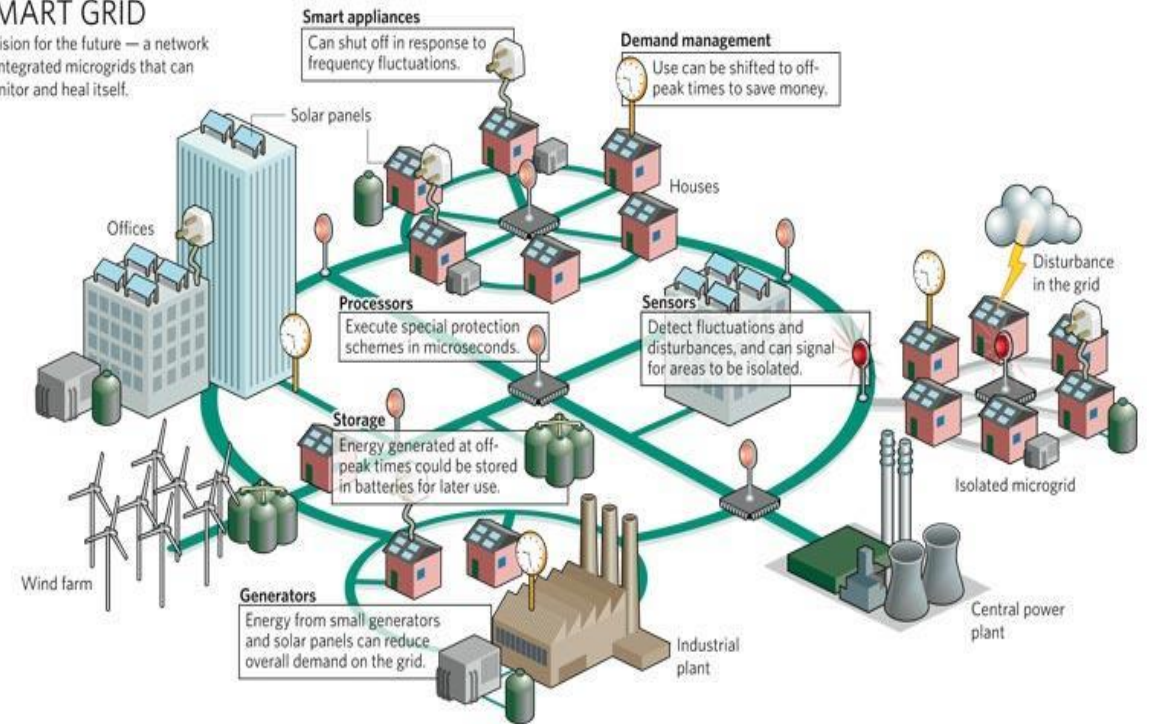 MART GRID
ision for the future — a network
ntegrated microgrids that can
nitor and heal itself.
Smart appliances
Can shut off in response to
frequency fluctuations.
Demand management
Use can be shifted to off-
peak times to save money.
Solar panels
Houses
Offices
Disturbance
in the grid
Processors
Execute special protection
schemes in microseconds.
Sensors
Detect fluctuations and
disturbances, and can signal
for areas to be isolated.
Storage
Energy generated at off-
peak times could be stored
in batteries for later use.
Isolated microgrid
Wind farm
Generators
Energy from small generators
and solar panels can reduce
overall demand on the grid.
Industrial
plant
Central power
plant